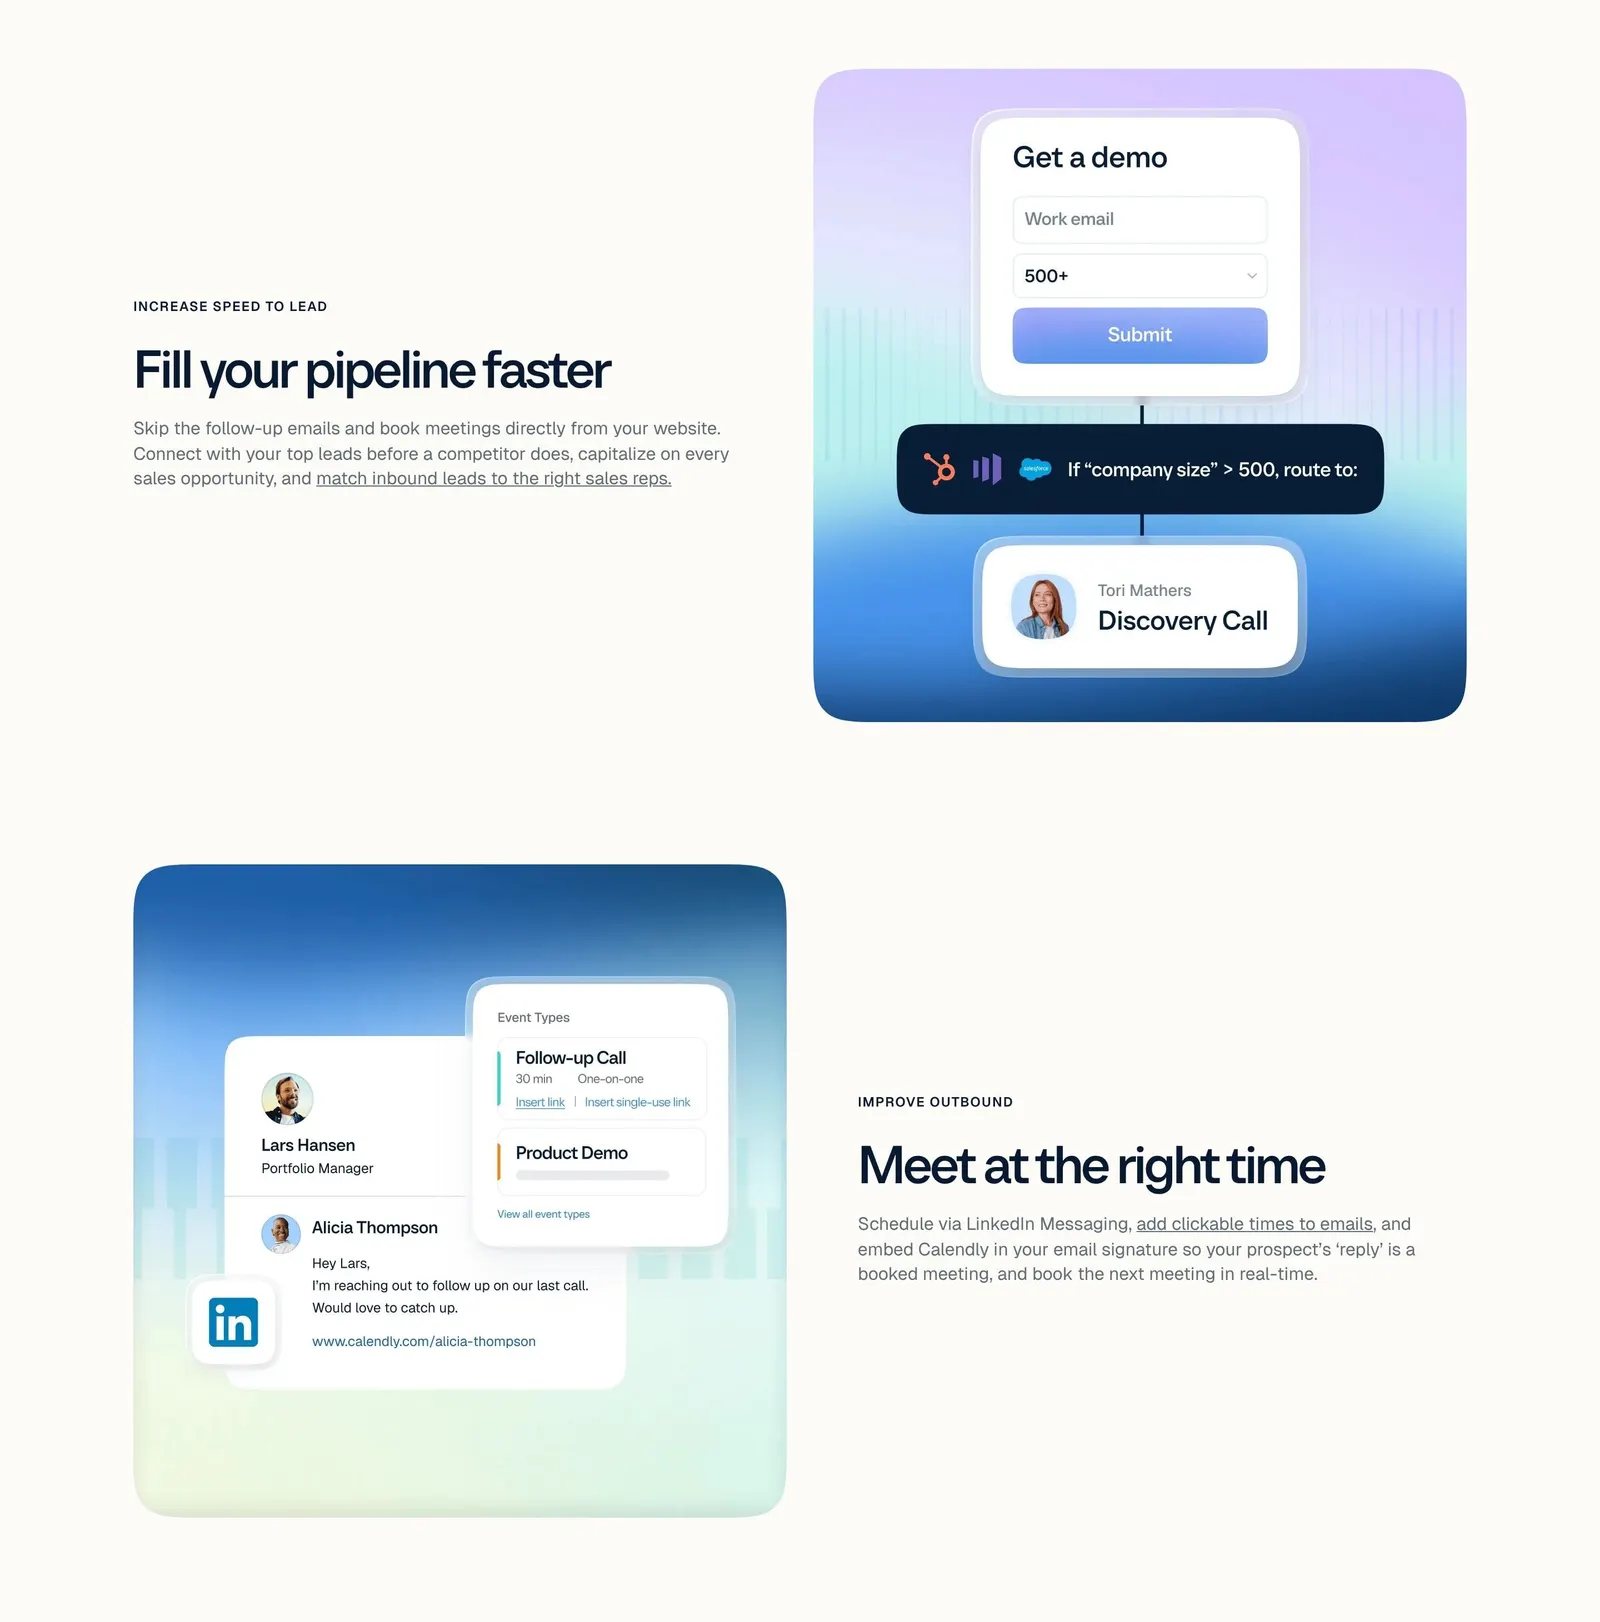 INCREASE SPEED TO LEAD
Fill your pipeline faster
Skip the follow-up emails and book meetings directly from your website.
Connect with your top leads before a competitor does, capitalize on every
sales opportunity, and match inbound leads to the right sales reps.
Get a demo
Work email
500+
Submit
salesforce
If “company size” > 500, route to:
Tori Mathers
Discovery Call
Event Types
Follow-up Call
30 min One-on-one
Insert link | Insert single-use link
Product Demo
View all event types
Lars Hansen
Portfolio Manager
Alicia Thompson
Hey Lars,
I’m reaching out to follow up on our last call.
Would love to catch up.
www.calendly.com/alicia-thompson
in
IMPROVE OUTBOUND
Meet at the right time
Schedule via LinkedIn Messaging, add clickable times to emails, and
embed Calendly in your email signature so your prospect’s ‘reply’ is a
booked meeting, and book the next meeting in real-time.